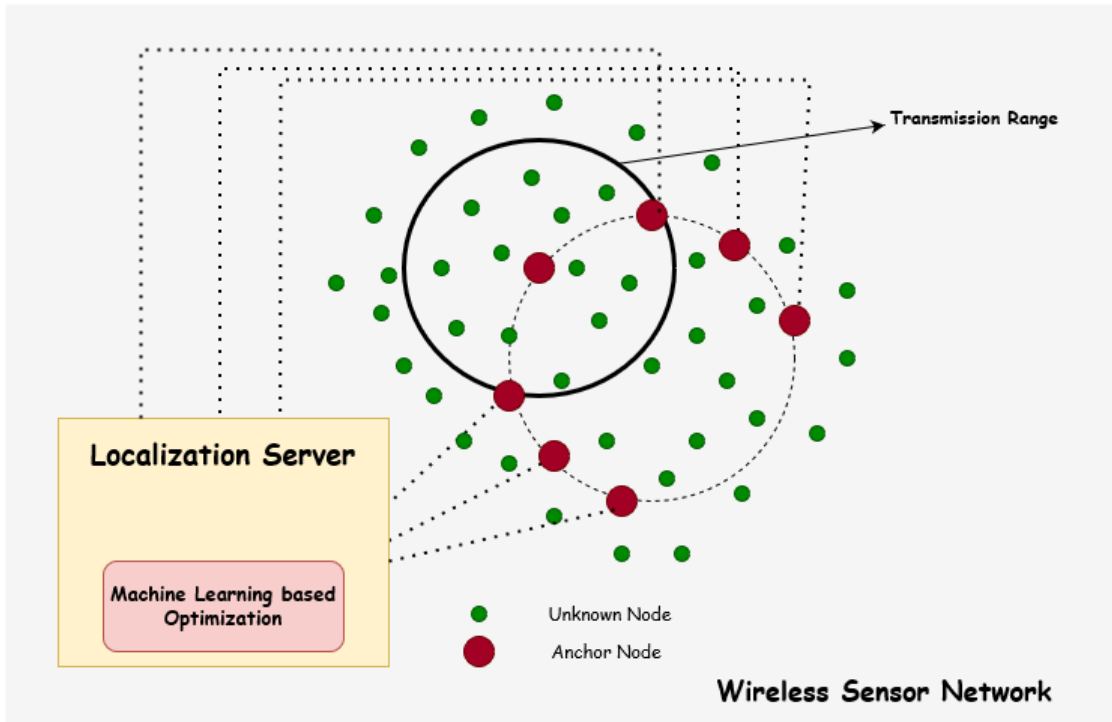 Transmission Range
Localization Server
Machine Learning based
Optimization
Unknown Node
Anchor Node
Wireless Sensor Network